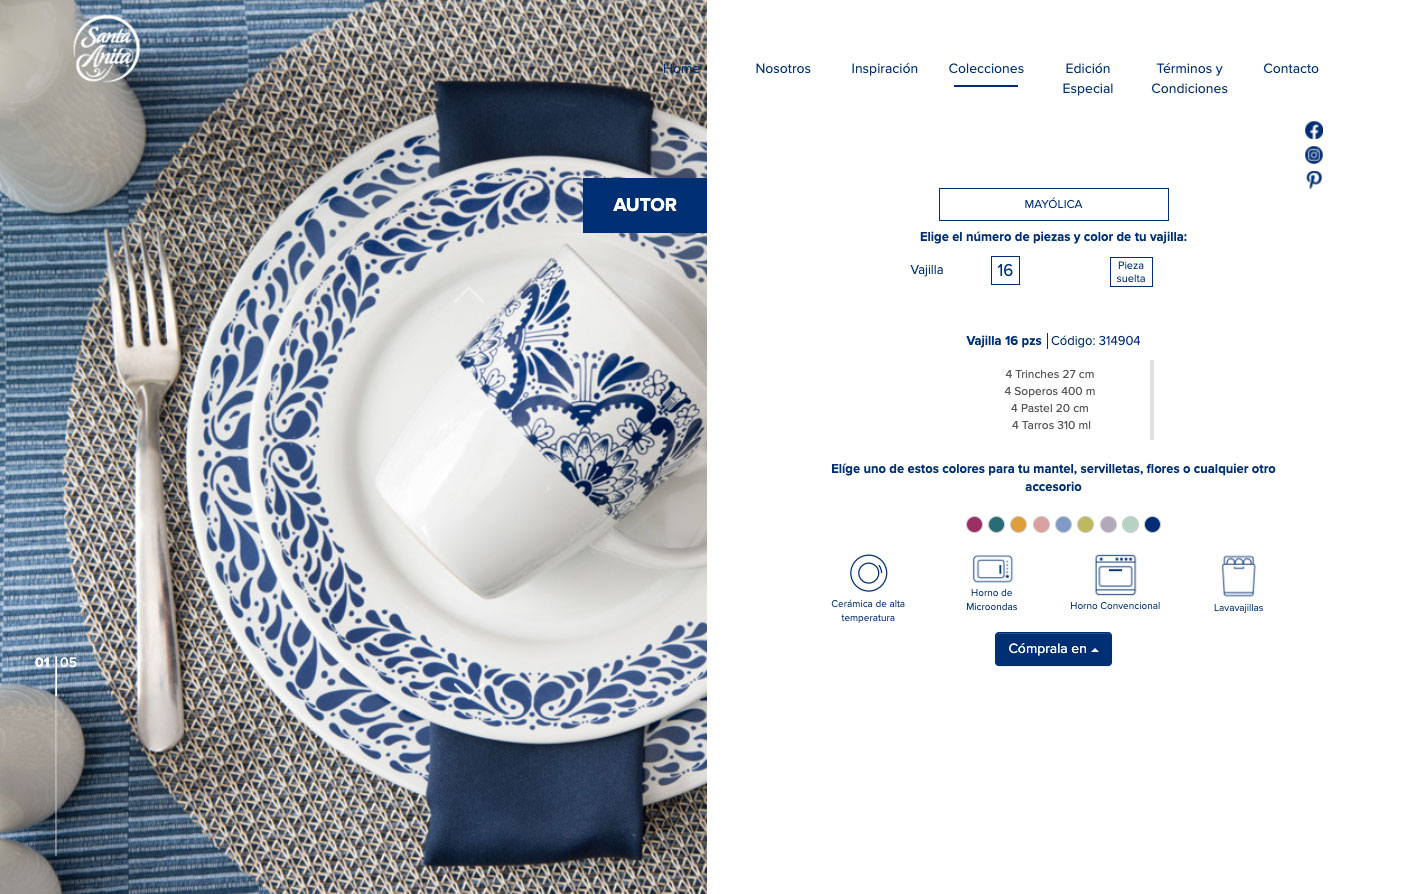 Santa
Anita
Home
Nosotros
Inspiración
Colecciones
Edición
Especial
Términos y
Condiciones
Contacto
AUTOR
MAYÓLICA
Elige el número de piezas y color de tu vajilla:
Vajilla
16
Pieza
suelta
Vajilla 16 pzs | Código: 314904
4 Trinches 27 cm
4 Soperos 400 m
4 Pastel 20 cm
4 Tarros 310 ml
Elíge uno de estos colores para tu mantel, servilletas, flores o cualquier otro
accesorio
Cerámica de alta
temperatura
Horno de
Microondas
Horno Convencional
Lavavajillas
01 | 05
Cómprala en